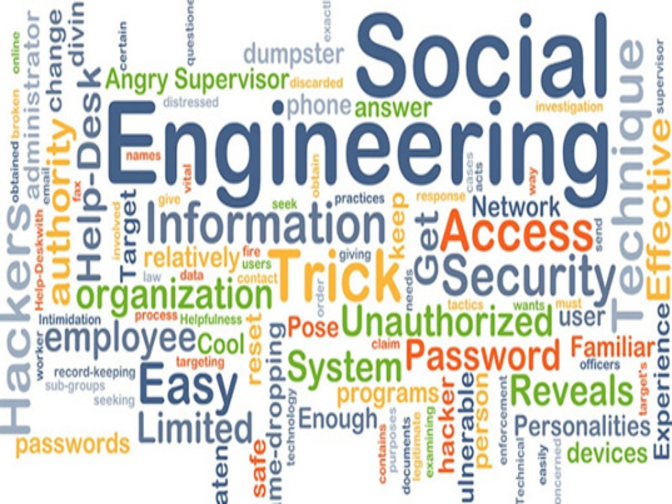 Social
Engineering
dumpster
Angry Supervisor
discarded
distressed
phone
answer
investigation
certain
questione
exactl
divin
change
administrator
online
broken
obtained
email
authority
fax
Help-Desk
Hackers
Help-Deskwith
names
vital
obtain
cases
acts
way
Technique
supervisor
Effective
Experience
involved
Target
give
seek
practices
response
keep
Network
Information
Get
Access
send
relatively
fire
users
giving
law
data
contact
Trick
needs
Security
organization
order
tactics
wants
must
Intimidation
process
Helpfulness
Pose
Unauthorized
user
worker
employee
Cool
reset
claim
Password
Familiar
targeting
System
officers
record-keeping
sub-groups
seeking
Easy
me-dropping
technology
programs
hacker
ulnerable
person
enforcement
Reveals
target's
Limited
Enough
Personalities
passwords
aten
safe
contains
purposes
documents
legitimate
examining
Technical
easily
oncerned
devices